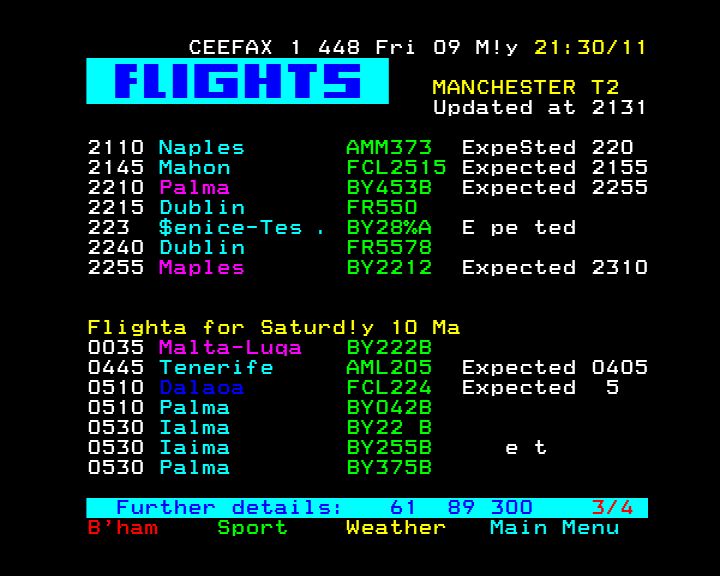 CEEFAX 1 448 Fri 09 M!y 21:30/11
FLIGHTS
MANCHESTER T2
Updated at 2131
2110 Naples AMM373 ExpeSted 220
2145 Mahon FCL2515 Expected 2155
2210 Palma BY453B Expected 2255
2215 Dublin FR550
223 $enice-Tes . BY28%A E pe ted
2240 Dublin FR5578
2255 Maples BY2212 Expected 2310
Flighta for Saturd!y 10 Ma
0035 Malta-Luqa BY222B
0445 Tenerife AML205 Expected 0405
0510 Dalaoa FCL224 Expected 5
0510 Palma BY042B
0530 Ialma BY22 B
0530 Iaima BY255B e t
0530 Palma BY375B
Further details: 61 89 300 3/4
B'ham Sport Weather Main Menu